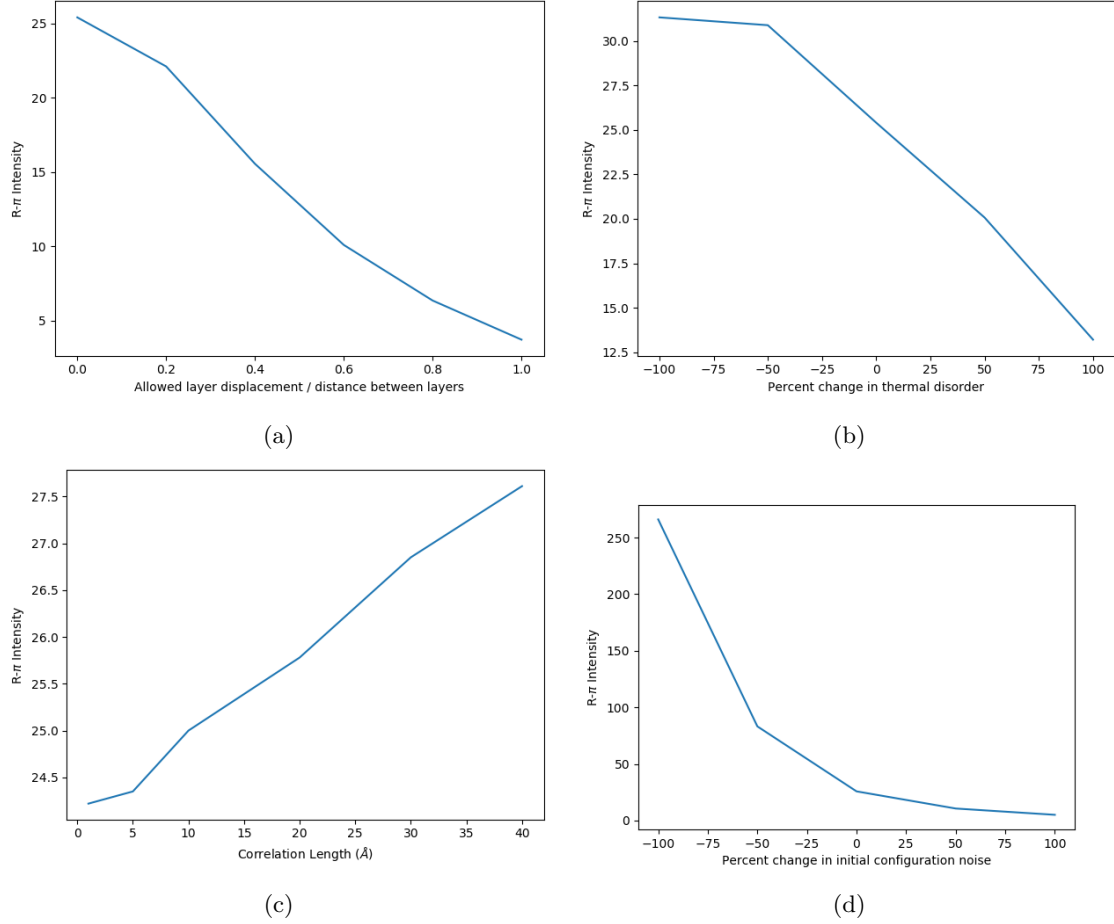 25
20
15
10
5
R-π Intensity
0.0 0.2 0.4 0.6 0.8 1.0
Allowed layer displacement / distance between layers
(a)
30.0
27.5
25.0
22.5
20.0
17.5
15.0
12.5
R-π Intensity
−100 −75 −50 −25 0 25 50 75 100
Percent change in thermal disorder
(b)
27.5
27.0
26.5
26.0
25.5
25.0
24.5
R-π Intensity
0 5 10 15 20 25 30 35 40
Correlation Length (Å)
(c)
250
200
150
100
50
0
R-π Intensity
−100 −75 −50 −25 0 25 50 75 100
Percent change in initial configuration noise
(d)